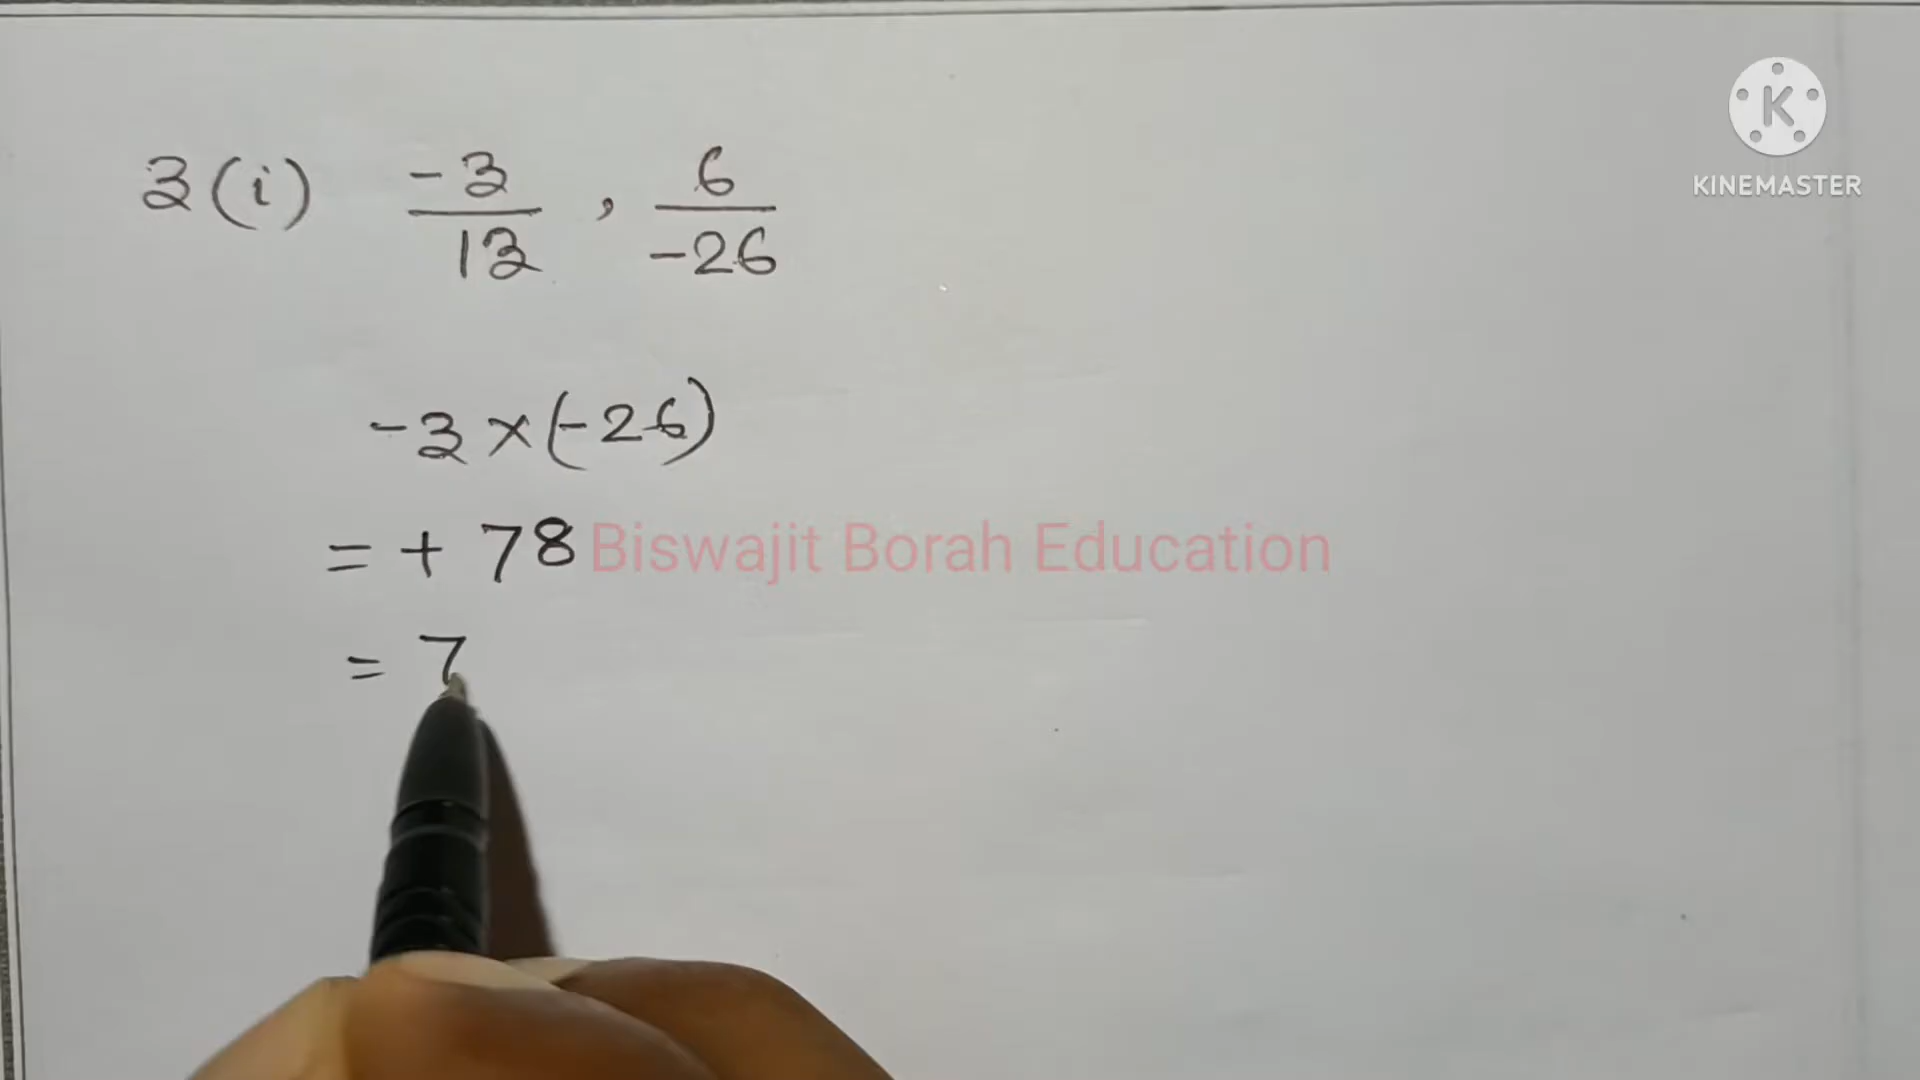 3(i) -3/13 , 6/-26
KINEMASTER
-3×(-26)
= + 78
Biswajit Borah Education
= 7